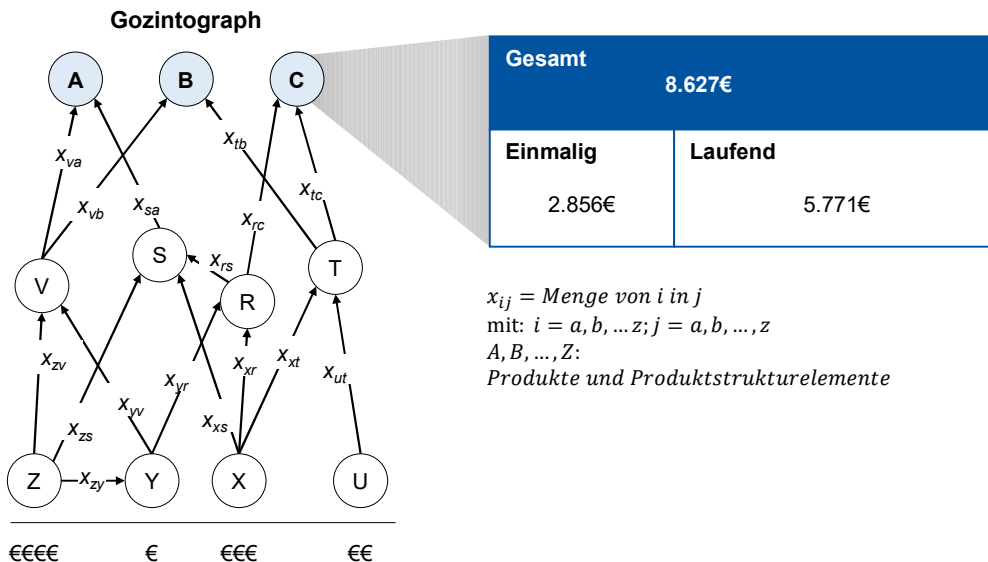 Gozintograph
A
B
C
x_va
x_vb
x_sa
x_tb
x_rc
x_tc
V
S
x_rs
R
T
x_zv
x_zs
x_yv
x_yr
x_xs
x_xr
x_xt
x_ut
Z
x_zy
Y
X
U
€€€€ € €€€ €€
Gesamt
8.627€
Einmalig Laufend
2.856€ 5.771€
x_ij = Menge von i in j
mit: i = a, b, … z; j = a, b, …, z
A, B, …, Z:
Produkte und Produktstrukturelemente